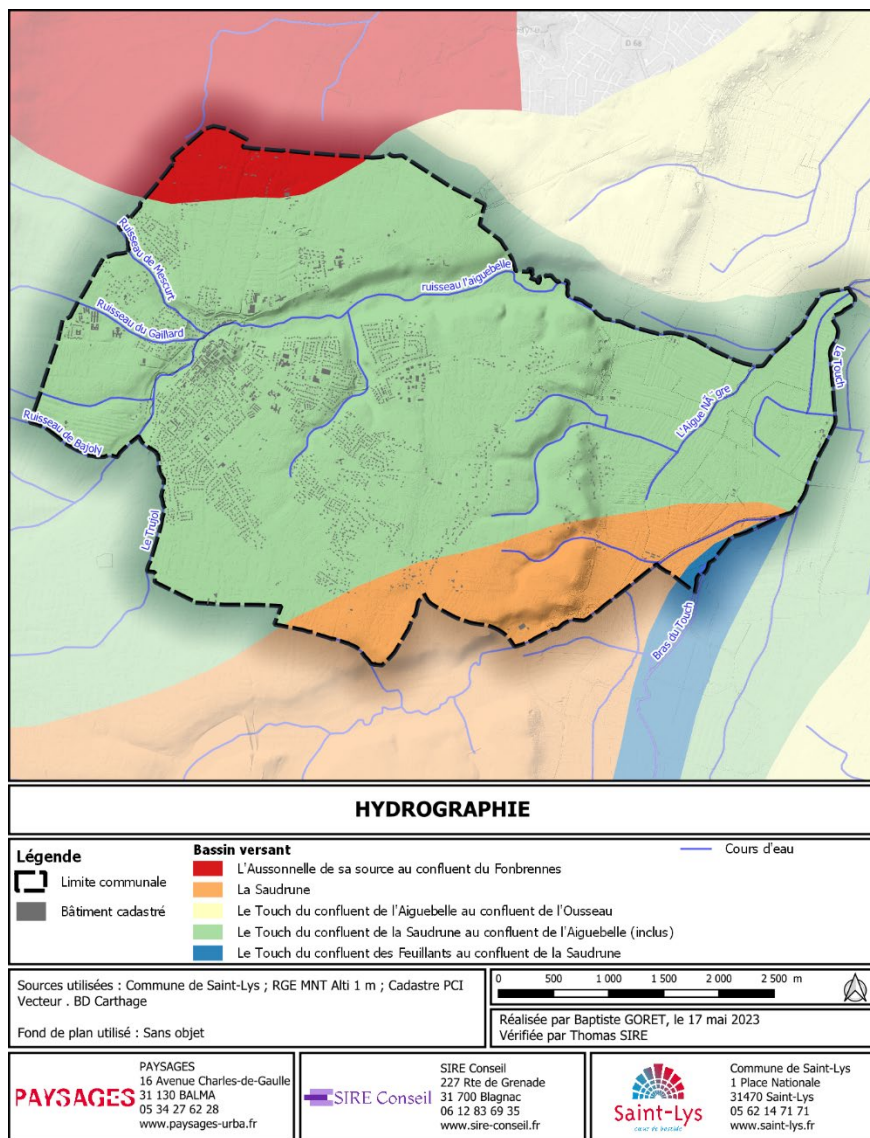 D 68
Ruisseau de Mescurt
ruisseau l'aiguebelle
Ruisseau du Gaillard
L'Aigue NÃ¨gre
Le Touch
Ruisseau de Bajoly
Le Trujol
Bras du Touch
HYDROGRAPHIE
Légende
Limite communale
Bâtiment cadastré
Bassin versant
L'Aussonnelle de sa source au confluent du Fonbrennes
La Saudrune
Le Touch du confluent de l'Aiguebelle au confluent de l'Ousseau
Le Touch du confluent de la Saudrune au confluent de l'Aiguebelle (inclus)
Le Touch du confluent des Feuillants au confluent de la Saudrune
Cours d'eau
Sources utilisées : Commune de Saint-Lys ; RGE MNT Alti 1 m ; Cadastre PCI
Vecteur . BD Carthage
Fond de plan utilisé : Sans objet
0 500 1 000 1 500 2 000 2 500 m
Réalisée par Baptiste GORET, le 17 mai 2023
Vérifiée par Thomas SIRE
PAYSAGES
PAYSAGES
16 Avenue Charles-de-Gaulle
31 130 BALMA
05 34 27 62 28
www.paysages-urba.fr
SIRE Conseil
SIRE Conseil
227 Rte de Grenade
31 700 Blagnac
06 12 83 69 35
www.sire-conseil.fr
Saint-Lys
cœur de bastide
Commune de Saint-Lys
1 Place Nationale
31470 Saint-Lys
05 62 14 71 71
www.saint-lys.fr